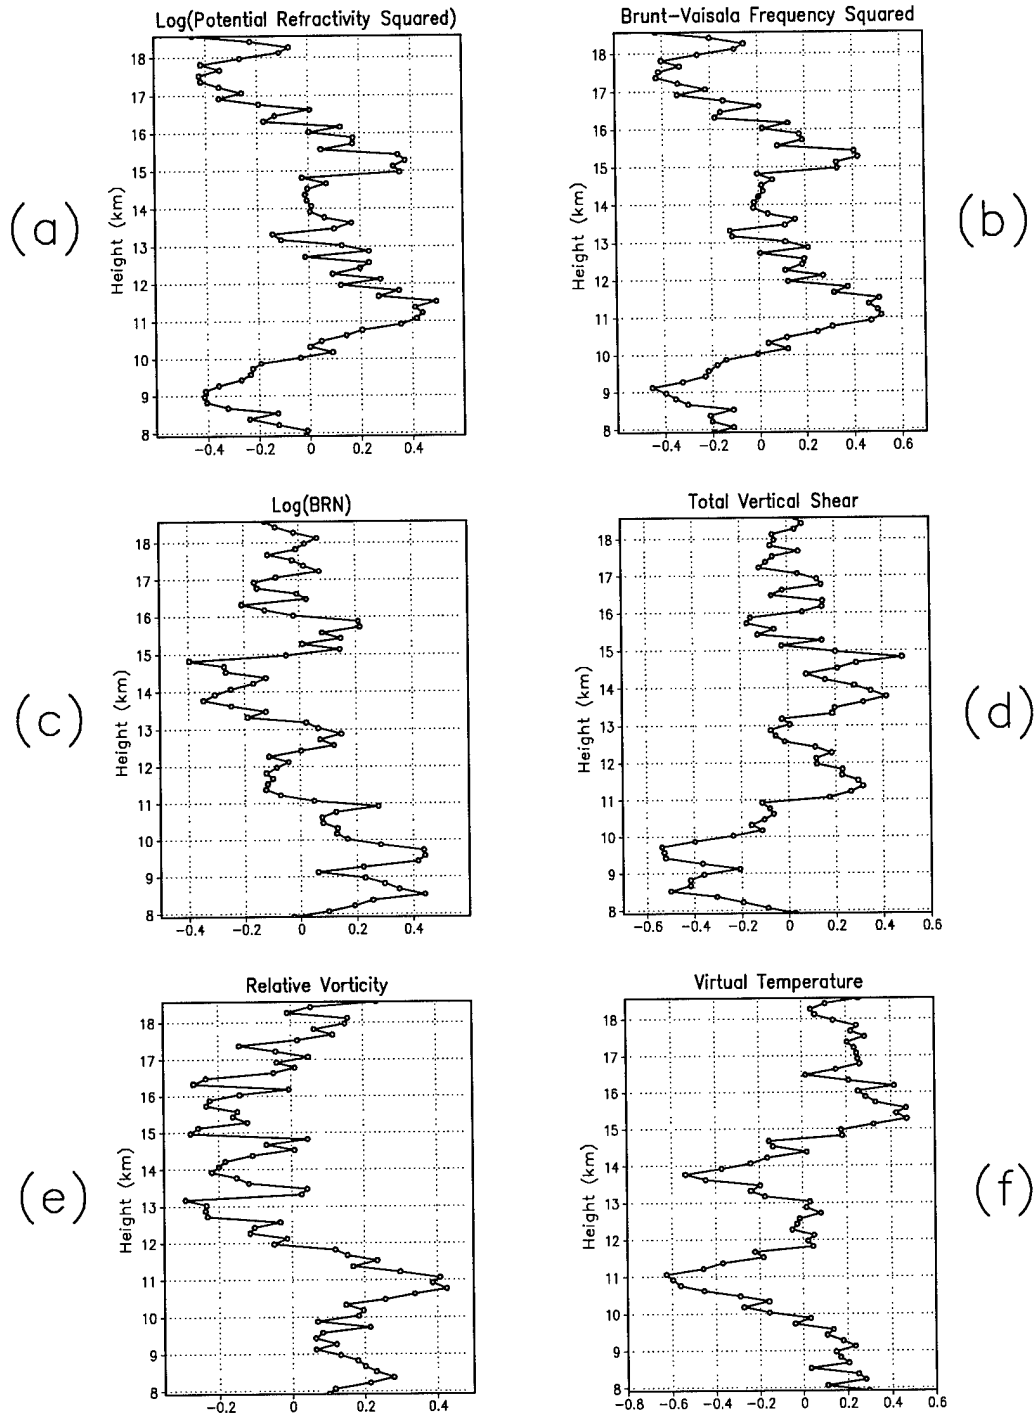 Log(Potential Refractivity Squared)
Brunt-Vaisala Frequency Squared
(a)
(b)
Height (km)
18
17
16
15
14
13
12
11
10
9
8
-0.4 -0.2 0 0.2 0.4
Height (km)
18
17
16
15
14
13
12
11
10
9
8
-0.4 -0.2 0 0.2 0.4 0.6
Log(BRN)
Total Vertical Shear
(c)
(d)
Height (km)
18
17
16
15
14
13
12
11
10
9
8
-0.4 -0.2 0 0.2 0.4
Height (km)
18
17
16
15
14
13
12
11
10
9
8
-0.6 -0.4 -0.2 0 0.2 0.4 0.6
Relative Vorticity
Virtual Temperature
(e)
(f)
Height (km)
18
17
16
15
14
13
12
11
10
9
8
-0.2 0 0.2 0.4
Height (km)
18
17
16
15
14
13
12
11
10
9
8
-0.8 -0.6 -0.4 -0.2 0 0.2 0.4 0.6